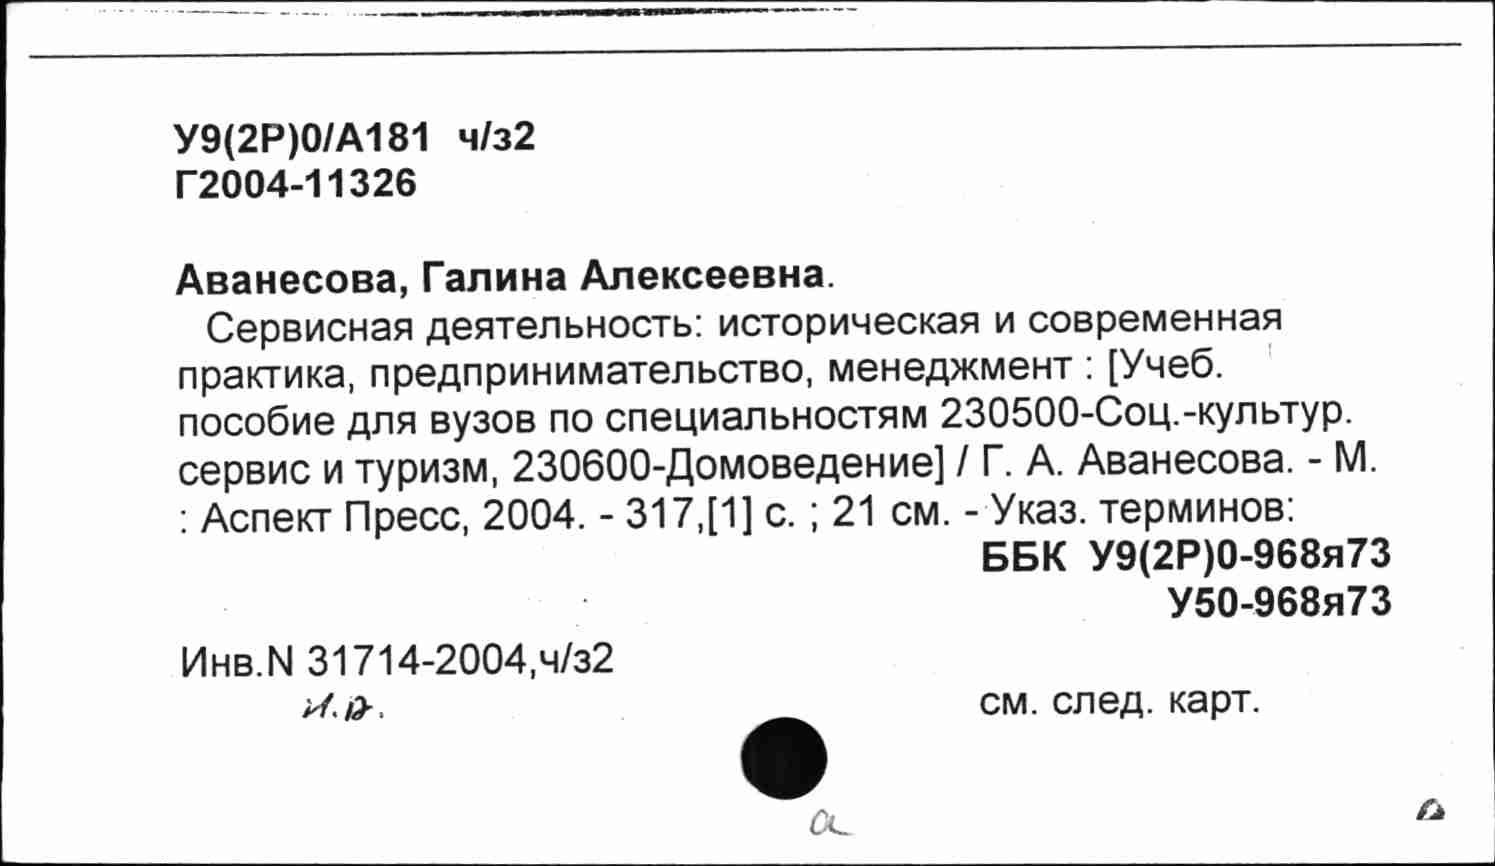 У9(2Р)0/А181 ч/з2
Г2004-11326
Аванесова, Галина Алексеевна.
Сервисная деятельность: историческая и современная
практика, предпринимательство, менеджмент : [Учеб.
пособие для вузов по специальностям 230500-Соц.-культур.
сервис и туризм, 230600-Домоведение] / Г. А. Аванесова. - М.
: Аспект Пресс, 2004. - 317,[1] с. ; 21 см. - Указ. терминов:
ББК У9(2Р)0-968я73
У50-968я73
Инв.N 31714-2004,ч/з2
см. след. карт.
а